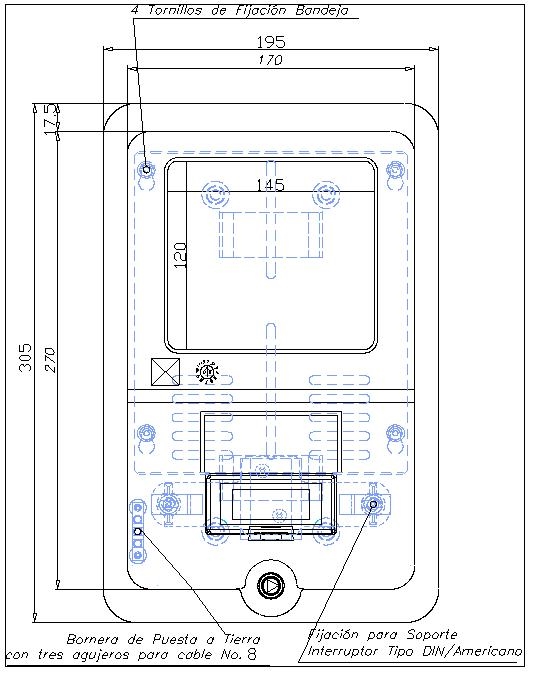 4 Tornillos de Fijación Bandeja
195
170
17.5
145
120
305
270
Bornera de Puesta a Tierra
con tres agujeros para cable No. 8
Fijación para Soporte
Interruptor Tipo DIN/Americano